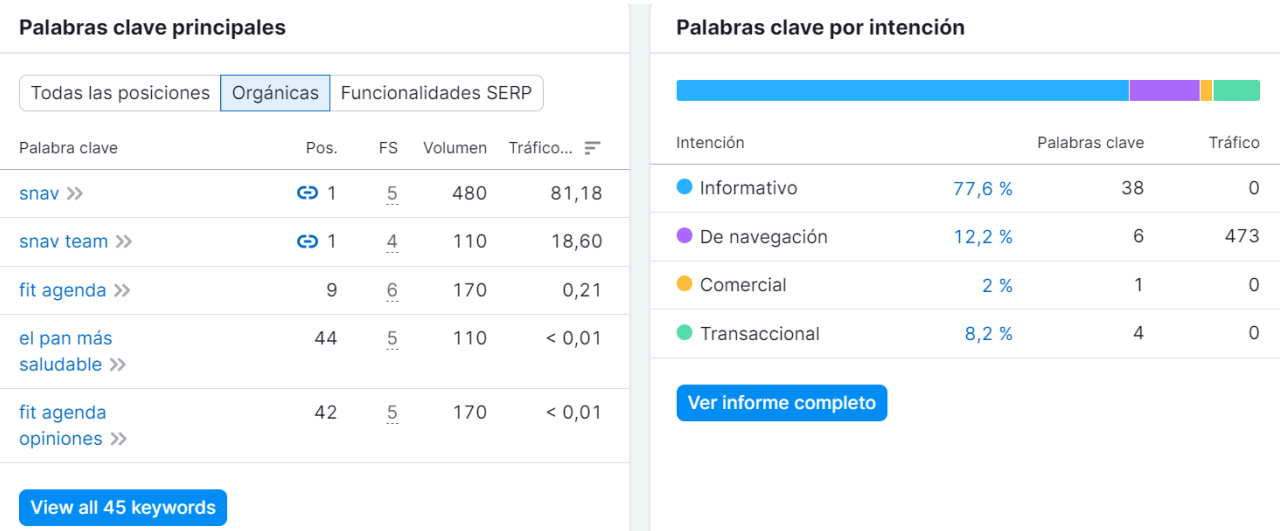 Palabras clave principales
Todas las posiciones Orgánicas Funcionalidades SERP
Palabra clave Pos. FS Volumen Tráfico...
snav 1 5 480 81,18
snav team 1 4 110 18,60
fit agenda 9 6 170 0,21
el pan más 44 5 110 < 0,01
saludable
fit agenda 42 5 170 < 0,01
opiniones
View all 45 keywords
Palabras clave por intención
Intención Palabras clave Tráfico
Informativo 77,6 % 38 0
De navegación 12,2 % 6 473
Comercial 2 % 1 0
Transaccional 8,2 % 4 0
Ver informe completo